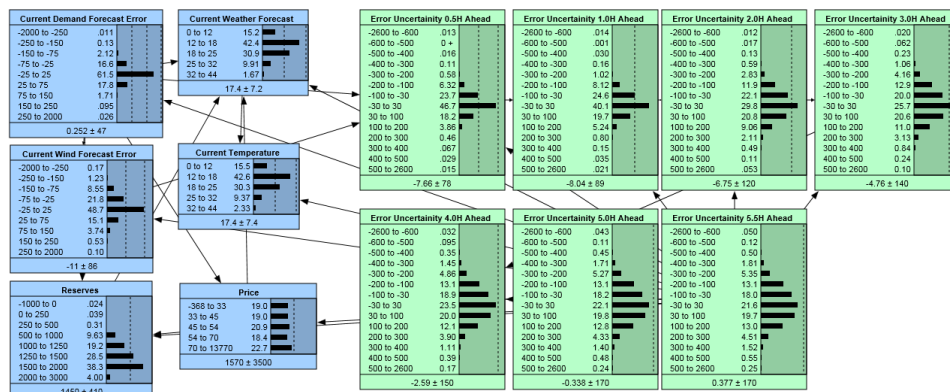 Current Demand Forecast Error
-2000 to -250 .011
-250 to -150 0.13
-150 to -75 2.12
-75 to -25 16.6
-25 to 25 61.5
25 to 75 17.8
75 to 150 1.71
150 to 250 .095
250 to 2000 .026
0.252 ± 47
Current Weather Forecast
0 to 12 15.2
12 to 18 42.4
18 to 25 30.9
25 to 32 9.91
32 to 44 1.67
17.4 ± 7.2
Error Uncertainity 0.5H Ahead
-2600 to -600 .013
-600 to -500 0 +
-500 to -400 .016
-400 to -300 0.11
-300 to -200 0.58
-200 to -100 6.32
-100 to -30 23.7
-30 to 30 46.7
30 to 100 18.2
100 to 200 3.86
200 to 300 0.46
300 to 400 .067
400 to 500 .029
500 to 2600 .015
-7.66 ± 78
Error Uncertainity 1.0H Ahead
-2600 to -600 .014
-600 to -500 .001
-500 to -400 .030
-400 to -300 0.16
-300 to -200 1.02
-200 to -100 8.12
-100 to -30 24.6
-30 to 30 40.1
30 to 100 19.7
100 to 200 5.24
200 to 300 0.80
300 to 400 0.15
400 to 500 .035
500 to 2600 .021
-8.04 ± 89
Error Uncertainity 2.0H Ahead
-2600 to -600 .012
-600 to -500 .017
-500 to -400 0.13
-400 to -300 0.59
-300 to -200 2.83
-200 to -100 11.9
-100 to -30 22.1
-30 to 30 29.8
30 to 100 20.8
100 to 200 9.06
200 to 300 2.11
300 to 400 0.49
400 to 500 0.11
500 to 2600 .053
-6.75 ± 120
Error Uncertainity 3.0H Ahead
-2600 to -600 .020
-600 to -500 .062
-500 to -400 0.23
-400 to -300 1.06
-300 to -200 4.16
-200 to -100 12.9
-100 to -30 20.0
-30 to 30 25.7
30 to 100 20.6
100 to 200 11.0
200 to 300 3.13
300 to 400 0.84
400 to 500 0.24
500 to 2600 0.10
-4.76 ± 140
Current Wind Forecast Error
-2000 to -250 0.17
-250 to -150 1.23
-150 to -75 8.55
-75 to -25 21.8
-25 to 25 48.7
25 to 75 15.1
75 to 150 3.74
150 to 250 0.53
250 to 2000 0.10
-11 ± 86
Current Temperature
0 to 12 15.5
12 to 18 42.6
18 to 25 30.3
25 to 32 9.37
32 to 44 2.33
17.4 ± 7.4
Error Uncertainity 4.0H Ahead
-2600 to -600 .032
-600 to -500 .095
-500 to -400 0.35
-400 to -300 1.45
-300 to -200 4.86
-200 to -100 13.1
-100 to -30 18.9
-30 to 30 23.5
30 to 100 20.0
100 to 200 12.1
200 to 300 3.90
300 to 400 1.11
400 to 500 0.39
500 to 2600 0.17
-2.59 ± 150
Error Uncertainity 5.0H Ahead
-2600 to -600 .043
-600 to -500 0.11
-500 to -400 0.45
-400 to -300 1.71
-300 to -200 5.27
-200 to -100 13.1
-100 to -30 18.2
-30 to 30 22.1
30 to 100 19.8
100 to 200 12.8
200 to 300 4.33
300 to 400 1.40
400 to 500 0.48
500 to 2600 0.24
-0.338 ± 170
Error Uncertainity 5.5H Ahead
-2600 to -600 .050
-600 to -500 0.12
-500 to -400 0.50
-400 to -300 1.81
-300 to -200 5.35
-200 to -100 13.1
-100 to -30 18.0
-30 to 30 21.6
30 to 100 19.7
100 to 200 13.0
200 to 300 4.51
300 to 400 1.52
400 to 500 0.55
500 to 2600 0.25
0.377 ± 170
Reserves
-1000 to 0 .024
0 to 250 .039
250 to 500 0.31
500 to 1000 9.63
1000 to 1250 19.2
1250 to 1500 28.5
1500 to 2000 38.3
2000 to 3000 4.00
1450 ± 410
Price
-368 to 33 19.0
33 to 45 19.0
45 to 54 20.9
54 to 70 18.4
70 to 13770 22.7
1570 ± 3500